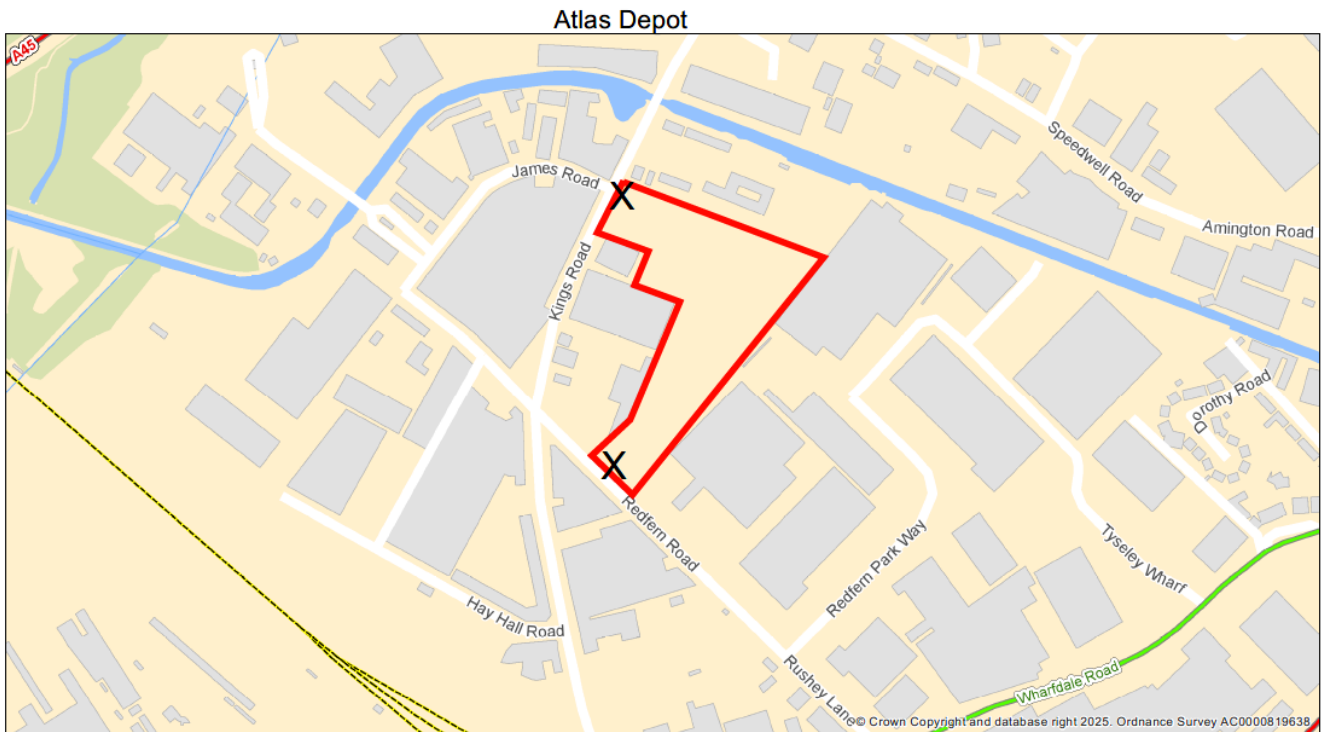 Atlas Depot
A45
James Road
Speedwell Road
Amington Road
X
Kings Road
Dorothy Road
X
Redfern Road
Redfern Park Way
Tyseley Wharf
Hay Hall Road
Rushey Lane
Wharfdale Road
© Crown Copyright and database right 2025. Ordnance Survey AC0000819638